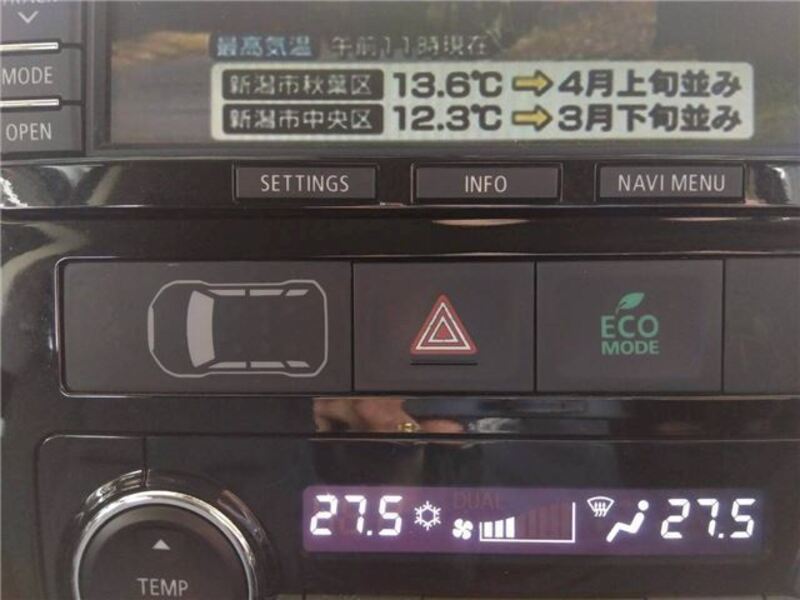 最高気温 午前11時現在
新潟市秋葉区 13.6℃ ⇨ 4月上旬並み
新潟市中央区 12.3℃ ⇨ 3月下旬並み
MODE
OPEN
SETTINGS INFO NAVI MENU
ECO
MODE
27.5 DUAL 27.5
TEMP